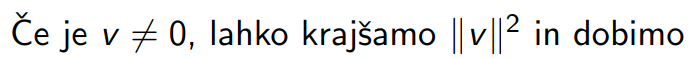 Če je v ≠ 0, lahko krajšamo ‖v‖² in dobimo